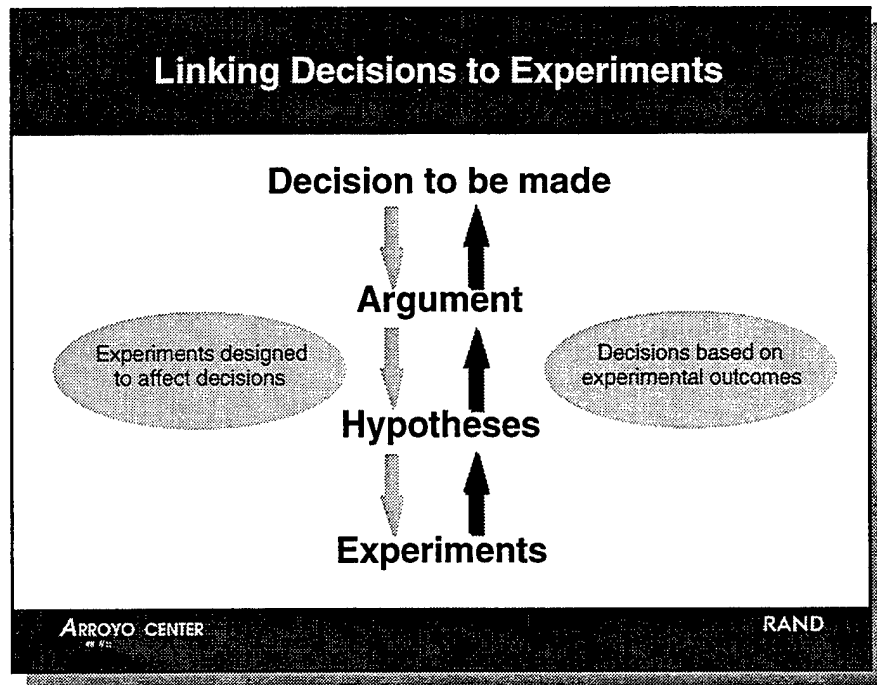 Linking Decisions to Experiments
Decision to be made
Argument
Experiments designed
to affect decisions
Decisions based on
experimental outcomes
Hypotheses
Experiments
ARROYO CENTER
RAND